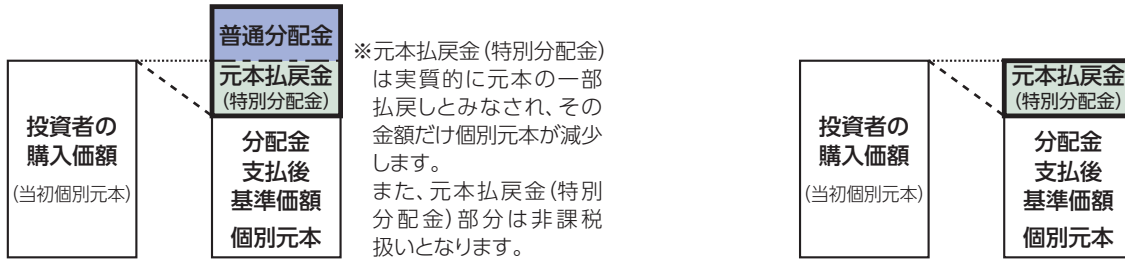 普通分配金
元本払戻金
(特別分配金)
投資者の
購入価額
(当初個別元本)
分配金
支払後
基準価額
個別元本
※元本払戻金(特別分配金)
は実質的に元本の一部
払戻しとみなされ、その
金額だけ個別元本が減少
します。
また、元本払戻金(特別
分配金)部分は非課税
扱いとなります。
投資者の
購入価額
(当初個別元本)
元本払戻金
(特別分配金)
分配金
支払後
基準価額
個別元本